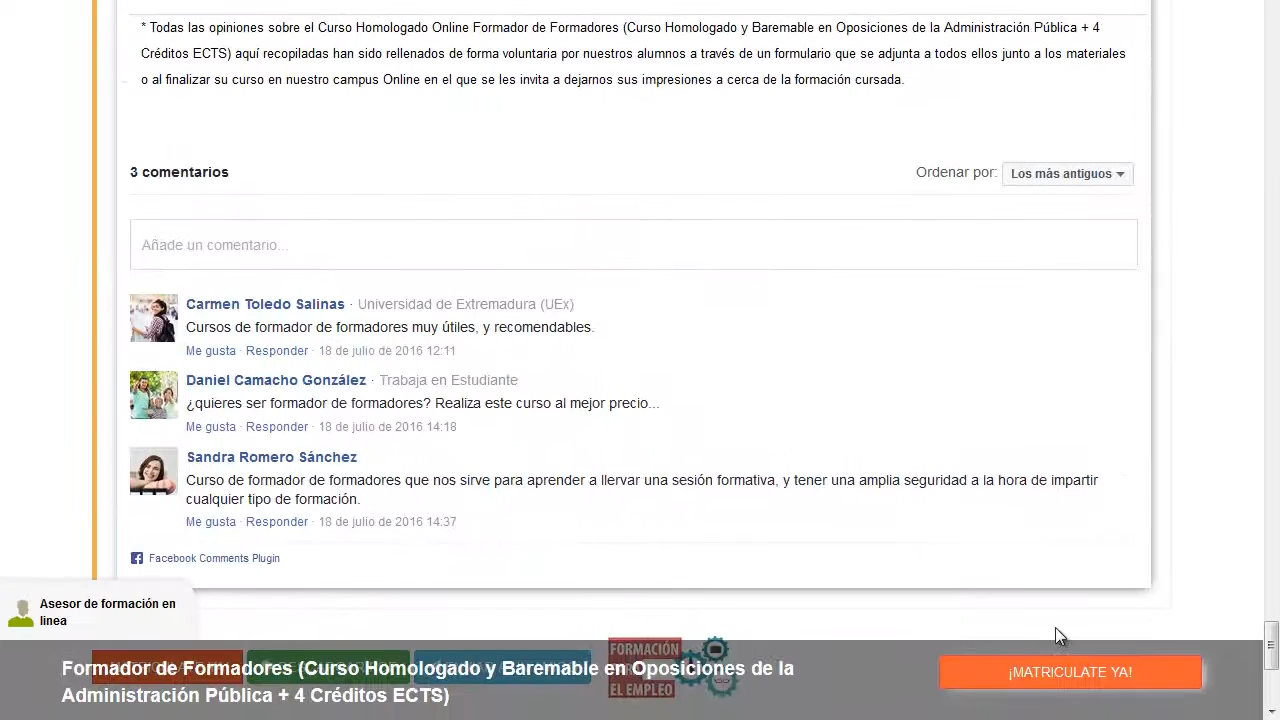 * Todas las opiniones sobre el Curso Homologado Online Formador de Formadores (Curso Homologado y Baremable en Oposiciones de la Administración Pública + 4
Créditos ECTS) aquí recopiladas han sido rellenados de forma voluntaria por nuestros alumnos a través de un formulario que se adjunta a todos ellos junto a los materiales
o al finalizar su curso en nuestro campus Online en el que se les invita a dejarnos sus impresiones a cerca de la formación cursada.
3 comentarios
Ordenar por: Los más antiguos
Añade un comentario...
Carmen Toledo Salinas · Universidad de Extremadura (UEx)
Cursos de formador de formadores muy útiles, y recomendables.
Me gusta · Responder · 18 de julio de 2016 12:11
Daniel Camacho González · Trabaja en Estudiante
¿quieres ser formador de formadores? Realiza este curso al mejor precio...
Me gusta · Responder · 18 de julio de 2016 14:18
Sandra Romero Sánchez
Curso de formador de formadores que nos sirve para aprender a llervar una sesión formativa, y tener una amplia seguridad a la hora de impartir
cualquier tipo de formación.
Me gusta · Responder · 18 de julio de 2016 14:37
Facebook Comments Plugin
Asesor de formación en
linea
FORMACIÓN
EL EMPLEO
Formador de Formadores (Curso Homologado y Baremable en Oposiciones de la
Administración Pública + 4 Créditos ECTS)
¡MATRICULATE YA!